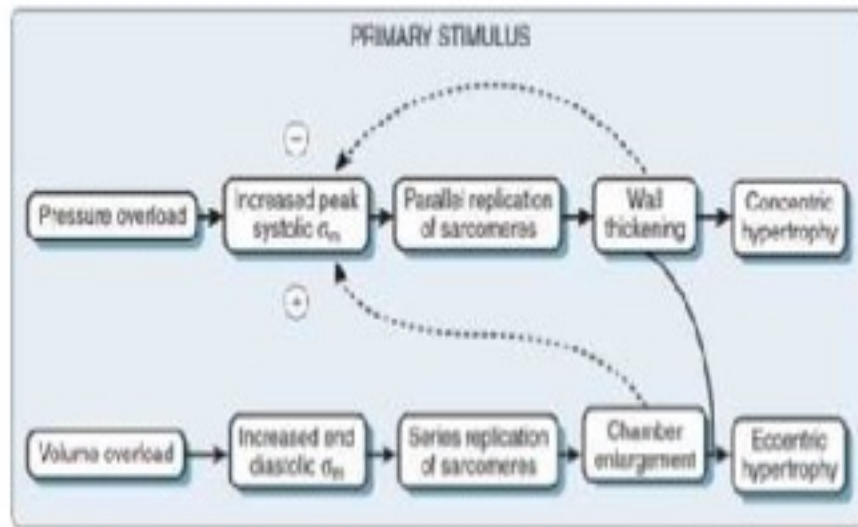 PRIMARY STIMULUS
−
Pressure overload
Increased peak
systolic σm
Parallel replication
of sarcomeres
Wall
thickening
Concentric
hypertrophy
+
Volume overload
Increased end
diastolic σm
Series replication
of sarcomeres
Chamber
enlargement
Eccentric
hypertrophy